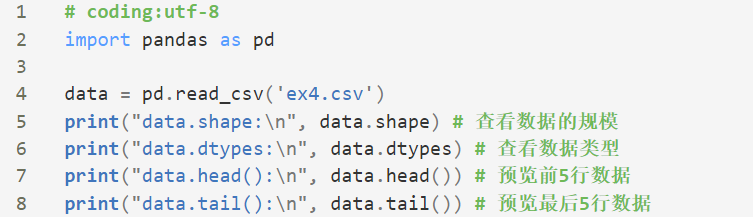 1 # coding:utf-8
2 import pandas as pd
3
4 data = pd.read_csv('ex4.csv')
5 print("data.shape:\n", data.shape) # 查看数据的规模
6 print("data.dtypes:\n", data.dtypes) # 查看数据类型
7 print("data.head():\n", data.head()) # 预览前5行数据
8 print("data.tail():\n", data.tail()) # 预览最后5行数据